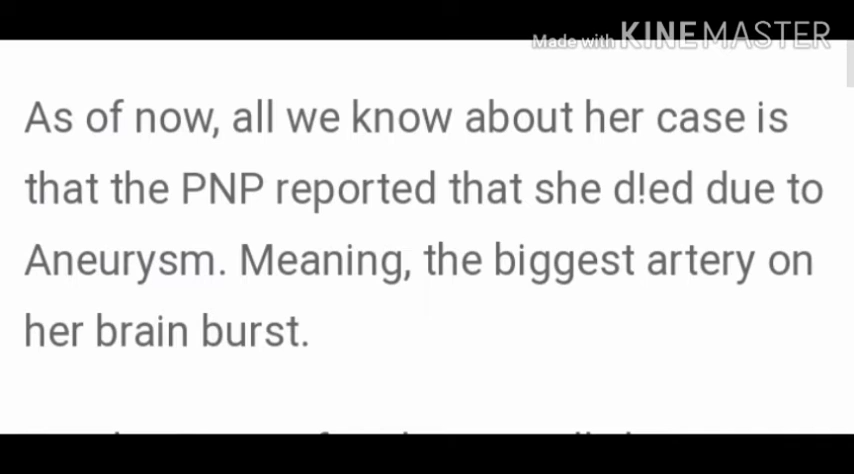 Made with KINEMASTER
As of now, all we know about her case is
that the PNP reported that she d!ed due to
Aneurysm. Meaning, the biggest artery on
her brain burst.